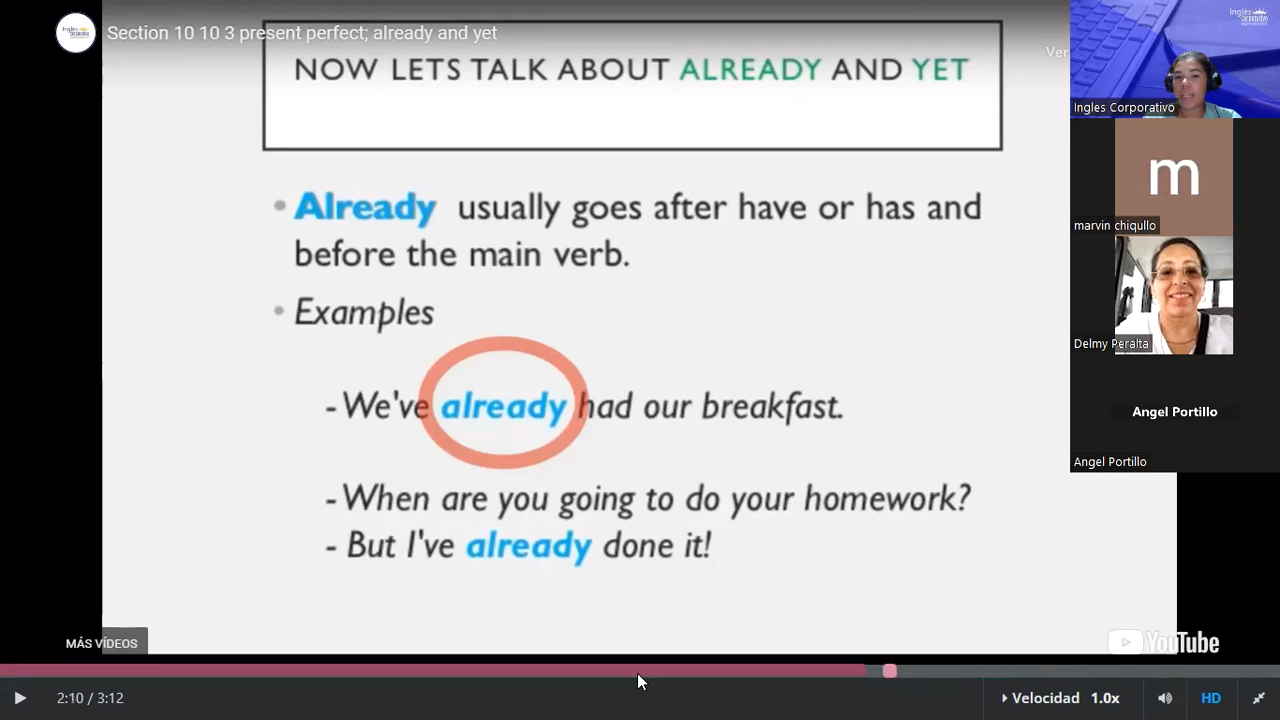 Section 10 10 3 present perfect; already and yet
Ver
NOW LETS TALK ABOUT ALREADY AND YET
• Already usually goes after have or has and
before the main verb.
• Examples
- We've already had our breakfast.
- When are you going to do your homework?
- But I've already done it!
MÁS VÍDEOS
YouTube
2:10 / 3:12
Velocidad 1.0x
HD
Ingles
Ingles Corporativo
m
marvin chiqullo
Delmy Peralta
Angel Portillo
Angel Portillo